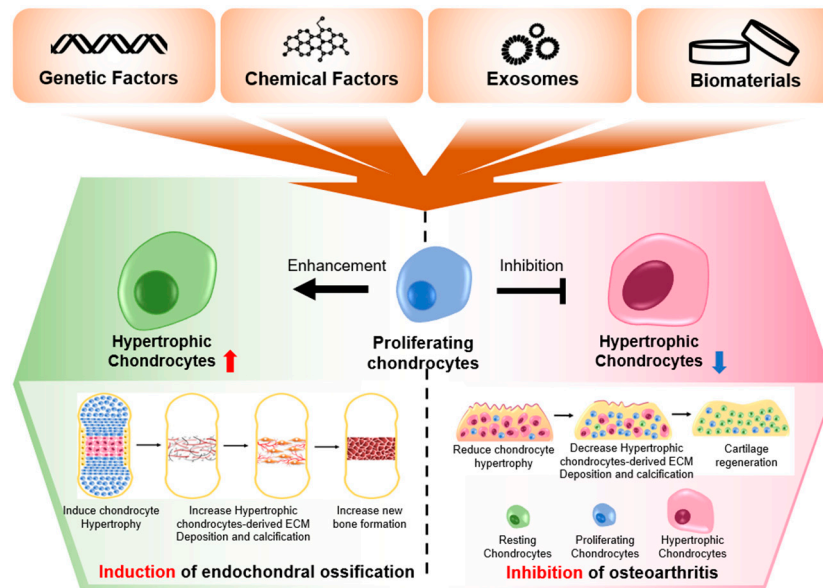 Genetic Factors
Chemical Factors
Exosomes
Biomaterials
Enhancement
Inhibition
Hypertrophic
Chondrocytes
Proliferating
chondrocytes
Hypertrophic
Chondrocytes
Induce chondrocyte
Hypertrophy
Increase Hypertrophic
chondrocytes-derived ECM
Deposition and calcification
Increase new
bone formation
Induction of endochondral ossification
Reduce chondrocyte
hypertrophy
Decrease Hypertrophic
chondrocytes-derived ECM
Deposition and calcification
Cartilage
regeneration
Resting
Chondrocytes
Proliferating
Chondrocytes
Hypertrophic
Chondrocytes
Inhibition of osteoarthritis